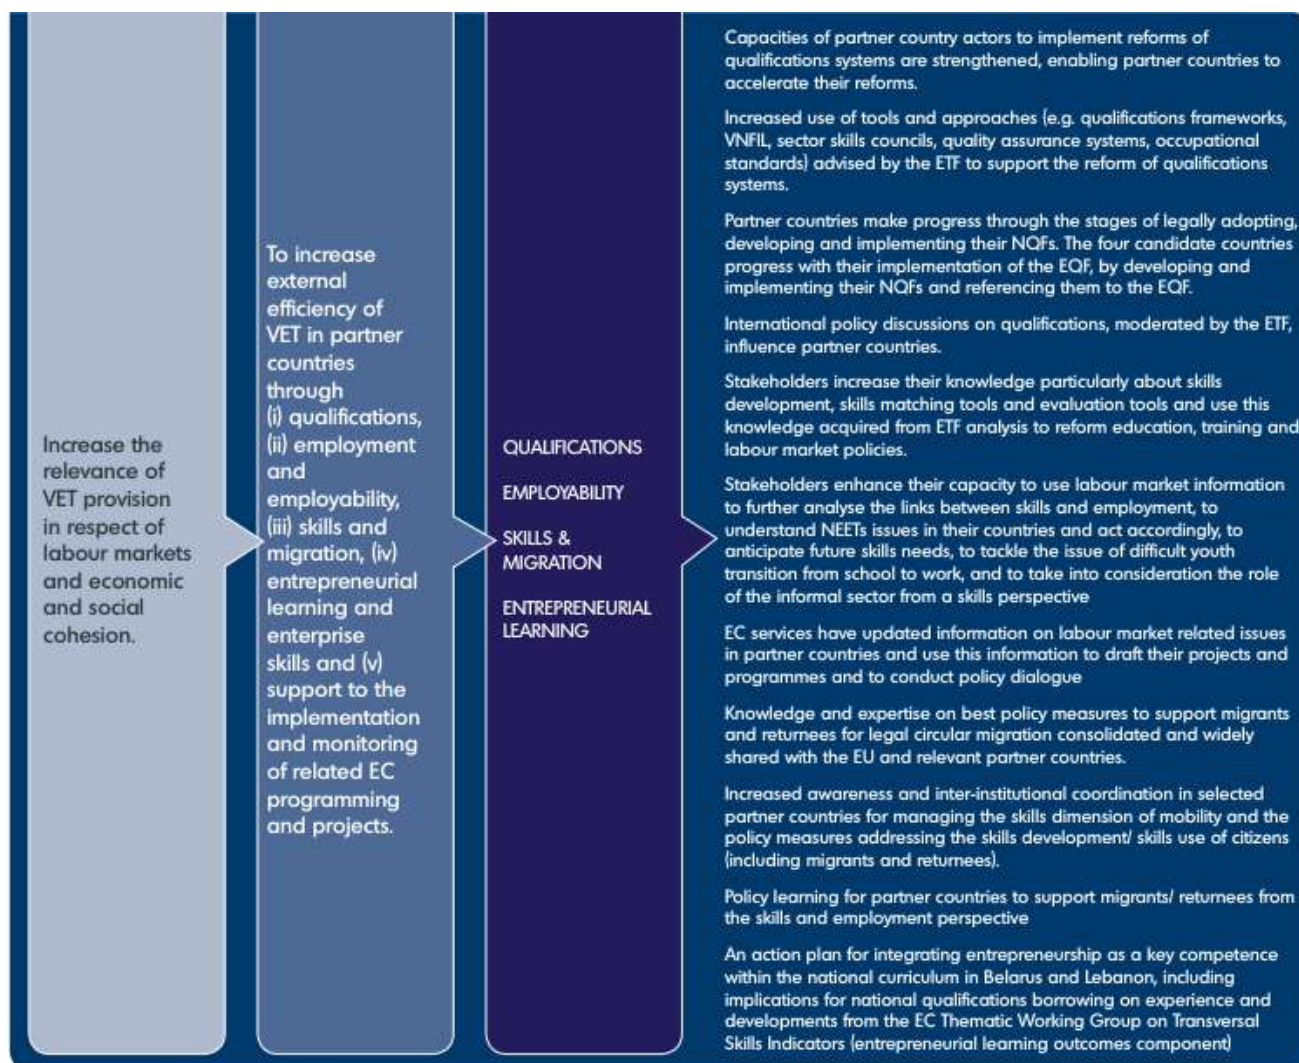 Increase the
relevance of
VET provision
in respect of
labour markets
and economic
and social
cohesion.
To increase
external
efficiency of
VET in partner
countries
through
(i) qualifications,
(ii) employment
and
employability,
(iii) skills and
migration, (iv)
entrepreneurial
learning and
enterprise
skills and (v)
support to the
implementation
and monitoring
of related EC
programming
and projects.
QUALIFICATIONS
EMPLOYABILITY
SKILLS &
MIGRATION
ENTREPRENEURIAL
LEARNING
Capacities of partner country actors to implement reforms of
qualifications systems are strengthened, enabling partner countries to
accelerate their reforms.
Increased use of tools and approaches (e.g. qualifications frameworks,
VNFIL, sector skills councils, quality assurance systems, occupational
standards) advised by the ETF to support the reform of qualifications
systems.
Partner countries make progress through the stages of legally adopting,
developing and implementing their NQFs. The four candidate countries
progress with their implementation of the EQF, by developing and
implementing their NQFs and referencing them to the EQF.
International policy discussions on qualifications, moderated by the ETF,
influence partner countries.
Stakeholders increase their knowledge particularly about skills
development, skills matching tools and evaluation tools and use this
knowledge acquired from ETF analysis to reform education, training and
labour market policies.
Stakeholders enhance their capacity to use labour market information
to further analyse the links between skills and employment, to
understand NEETs issues in their countries and act accordingly, to
anticipate future skills needs, to tackle the issue of difficult youth
transition from school to work, and to take into consideration the role
of the informal sector from a skills perspective
EC services have updated information on labour market related issues
in partner countries and use this information to draft their projects and
programmes and to conduct policy dialogue
Knowledge and expertise on best policy measures to support migrants
and returnees for legal circular migration consolidated and widely
shared with the EU and relevant partner countries.
Increased awareness and inter-institutional coordination in selected
partner countries for managing the skills dimension of mobility and the
policy measures addressing the skills development/ skills use of citizens
(including migrants and returnees).
Policy learning for partner countries to support migrants/ returnees from
the skills and employment perspective
An action plan for integrating entrepreneurship as a key competence
within the national curriculum in Belarus and Lebanon, including
implications for national qualifications borrowing on experience and
developments from the EC Thematic Working Group on Transversal
Skills Indicators (entrepreneurial learning outcomes component)